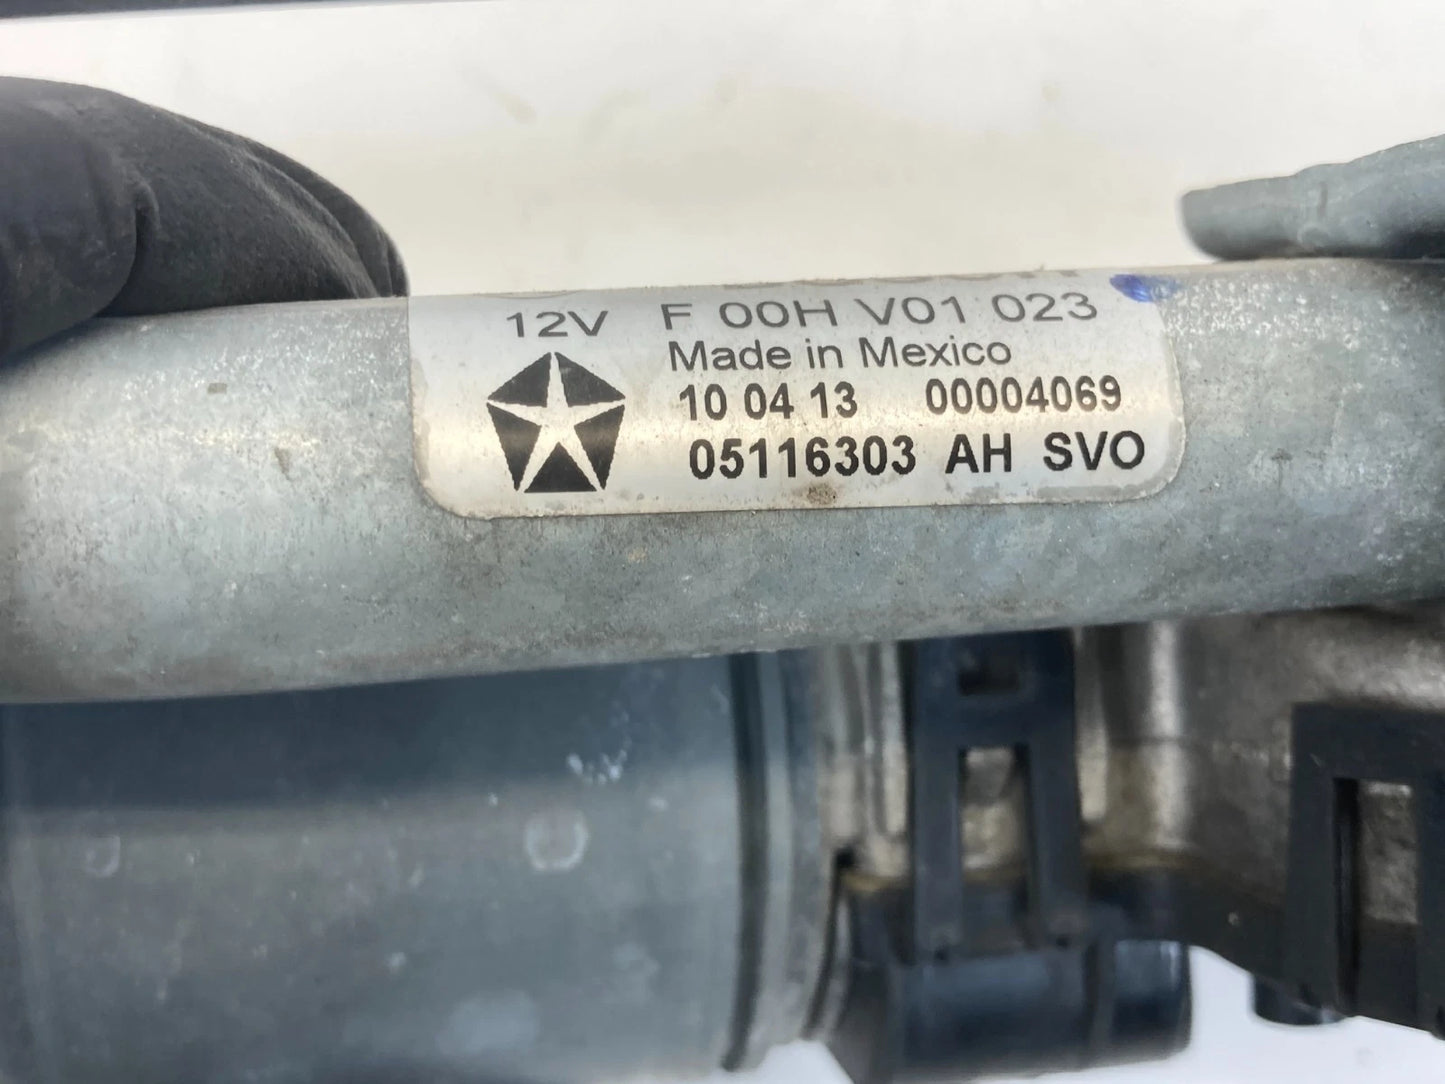 12V F 00H V01 023
Made in Mexico
10 04 13 00004069
05116303 AH SVO